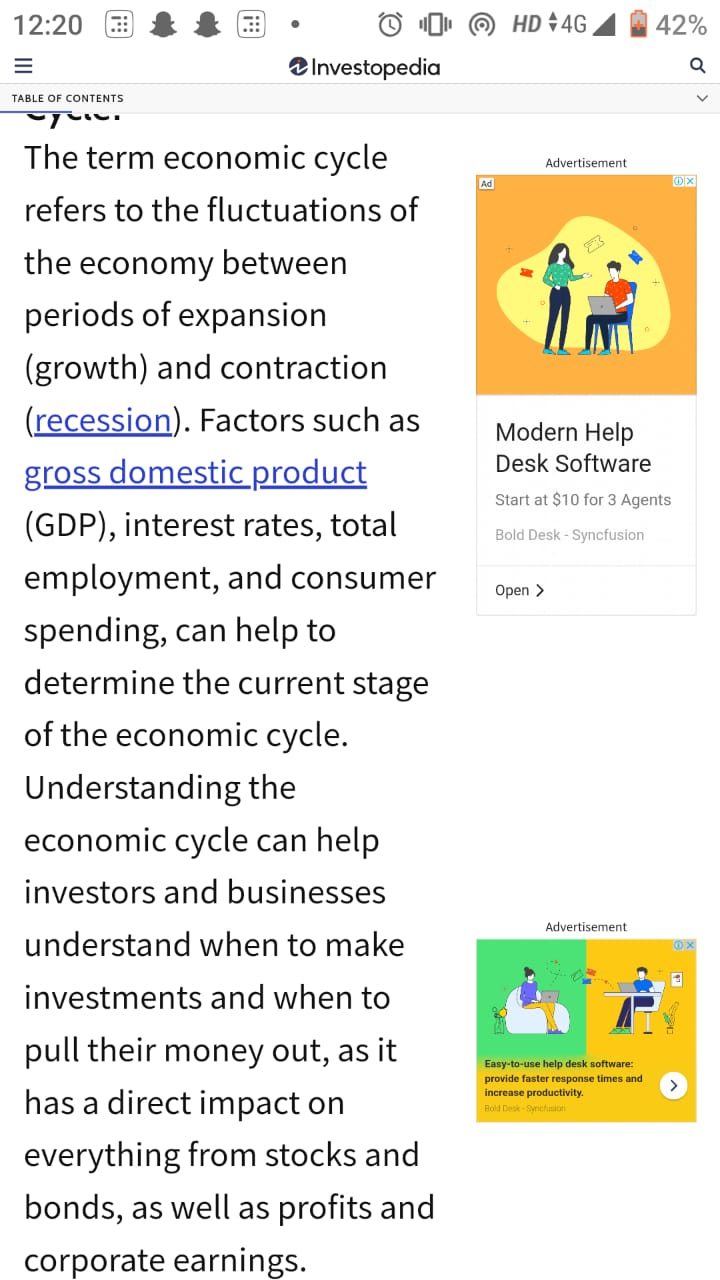 12:20
HD 4G 42%
Investopedia
TABLE OF CONTENTS
Cycle?
The term economic cycle
refers to the fluctuations of
the economy between
periods of expansion
(growth) and contraction
(recession). Factors such as
gross domestic product
(GDP), interest rates, total
employment, and consumer
spending, can help to
determine the current stage
of the economic cycle.
Understanding the
economic cycle can help
investors and businesses
understand when to make
investments and when to
pull their money out, as it
has a direct impact on
everything from stocks and
bonds, as well as profits and
corporate earnings.
Advertisement
Ad
Modern Help
Desk Software
Start at $10 for 3 Agents
Bold Desk - Syncfusion
Open
Advertisement
Easy-to-use help desk software:
provide faster response times and
increase productivity.
Bold Desk - Syncfusion